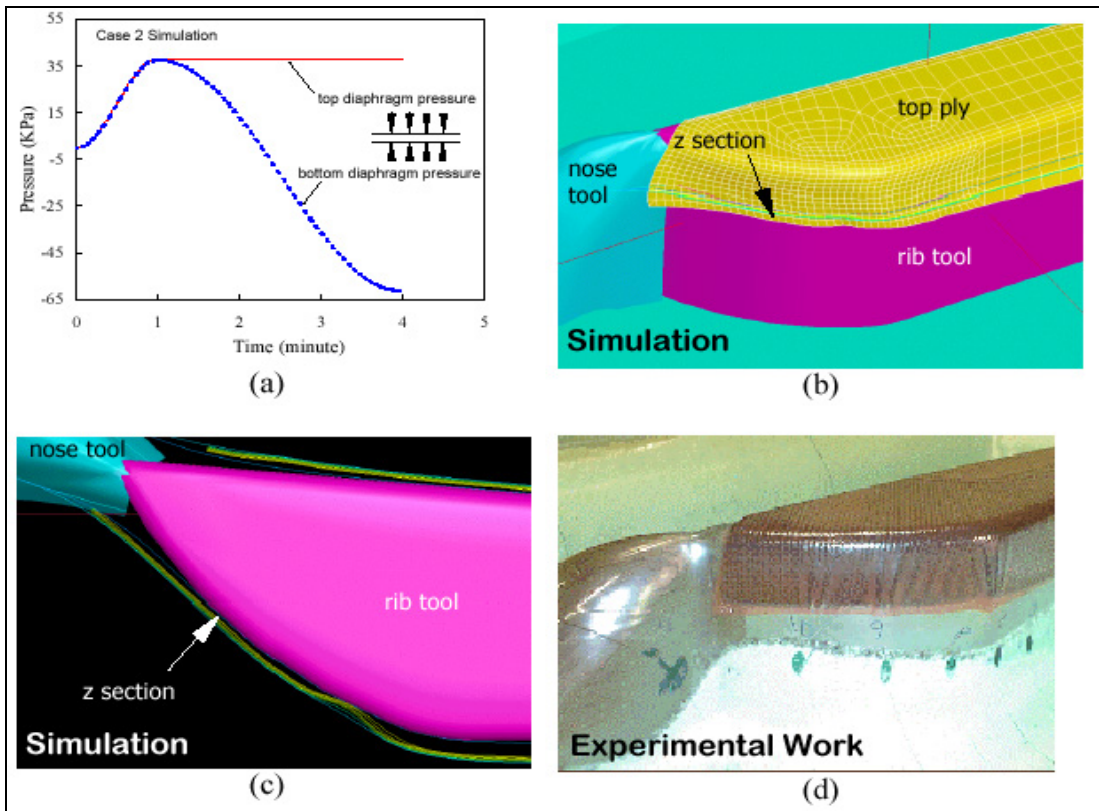 55
35
15
-5
-25
-45
-65
Pressure (KPa)
Case 2 Simulation
top diaphragm pressure
bottom diaphragm pressure
0 1 2 3 4 5
Time (minute)
(a)
top ply
z section
nose
tool
rib tool
Simulation
(b)
nose tool
rib tool
z section
Simulation
(c)
Experimental Work
(d)